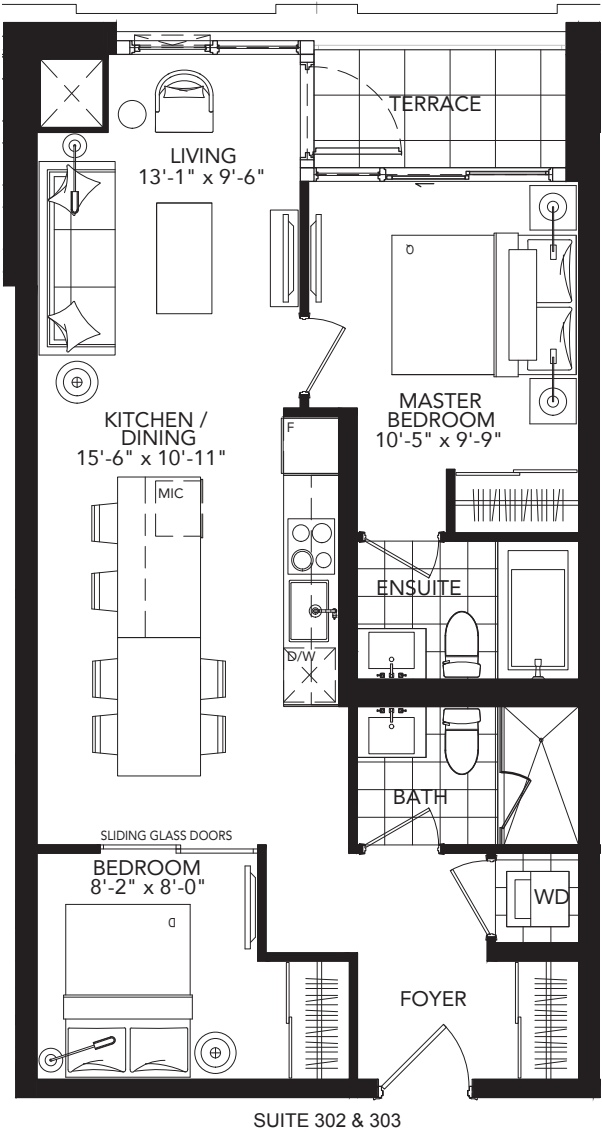 TERRACE
LIVING
13'-1" x 9'-6"
MASTER
BEDROOM
10'-5" x 9'-9"
KITCHEN /
DINING
15'-6" x 10'-11"
F
MIC
ENSUITE
D/W
BATH
SLIDING GLASS DOORS
BEDROOM
8'-2" x 8'-0"
WD
FOYER
SUITE 302 & 303